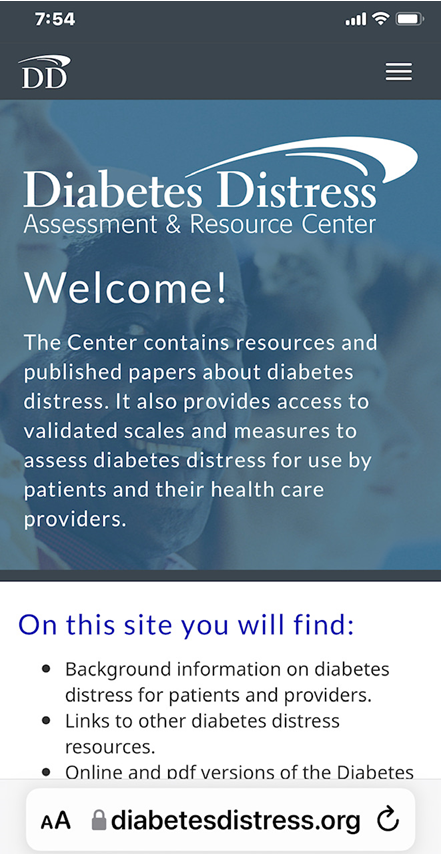 7:54
DD
Diabetes Distress
Assessment & Resource Center
Welcome!
The Center contains resources and
published papers about diabetes
distress. It also provides access to
validated scales and measures to
assess diabetes distress for use by
patients and their health care
providers.
On this site you will find:
• Background information on diabetes
distress for patients and providers.
• Links to other diabetes distress
resources.
• Online and pdf versions of the Diabetes
AA diabetesdistress.org